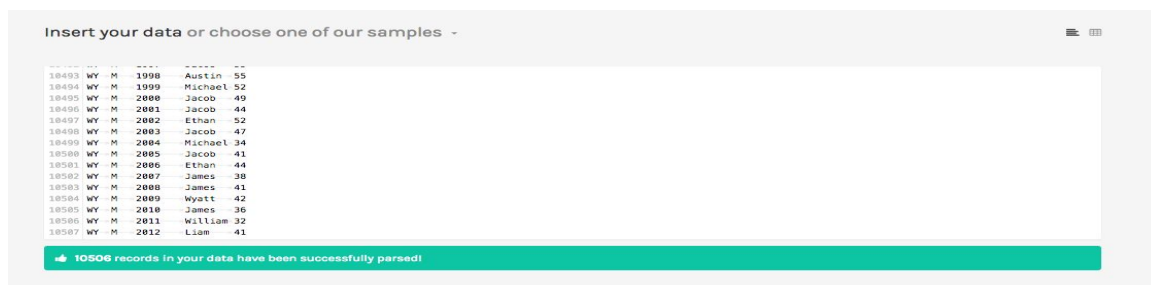 Insert your data or choose one of our samples
10493 WY M 1998 Austin 55
10494 WY M 1999 Michael 52
10495 WY M 2000 Jacob 49
10496 WY M 2001 Jacob 44
10497 WY M 2002 Ethan 52
10498 WY M 2003 Jacob 47
10499 WY M 2004 Michael 34
10500 WY M 2005 Jacob 41
10501 WY M 2006 Ethan 44
10502 WY M 2007 James 38
10503 WY M 2008 James 41
10504 WY M 2009 Wyatt 42
10505 WY M 2010 James 36
10506 WY M 2011 William 32
10507 WY M 2012 Liam 41
10506 records in your data have been successfully parsed!